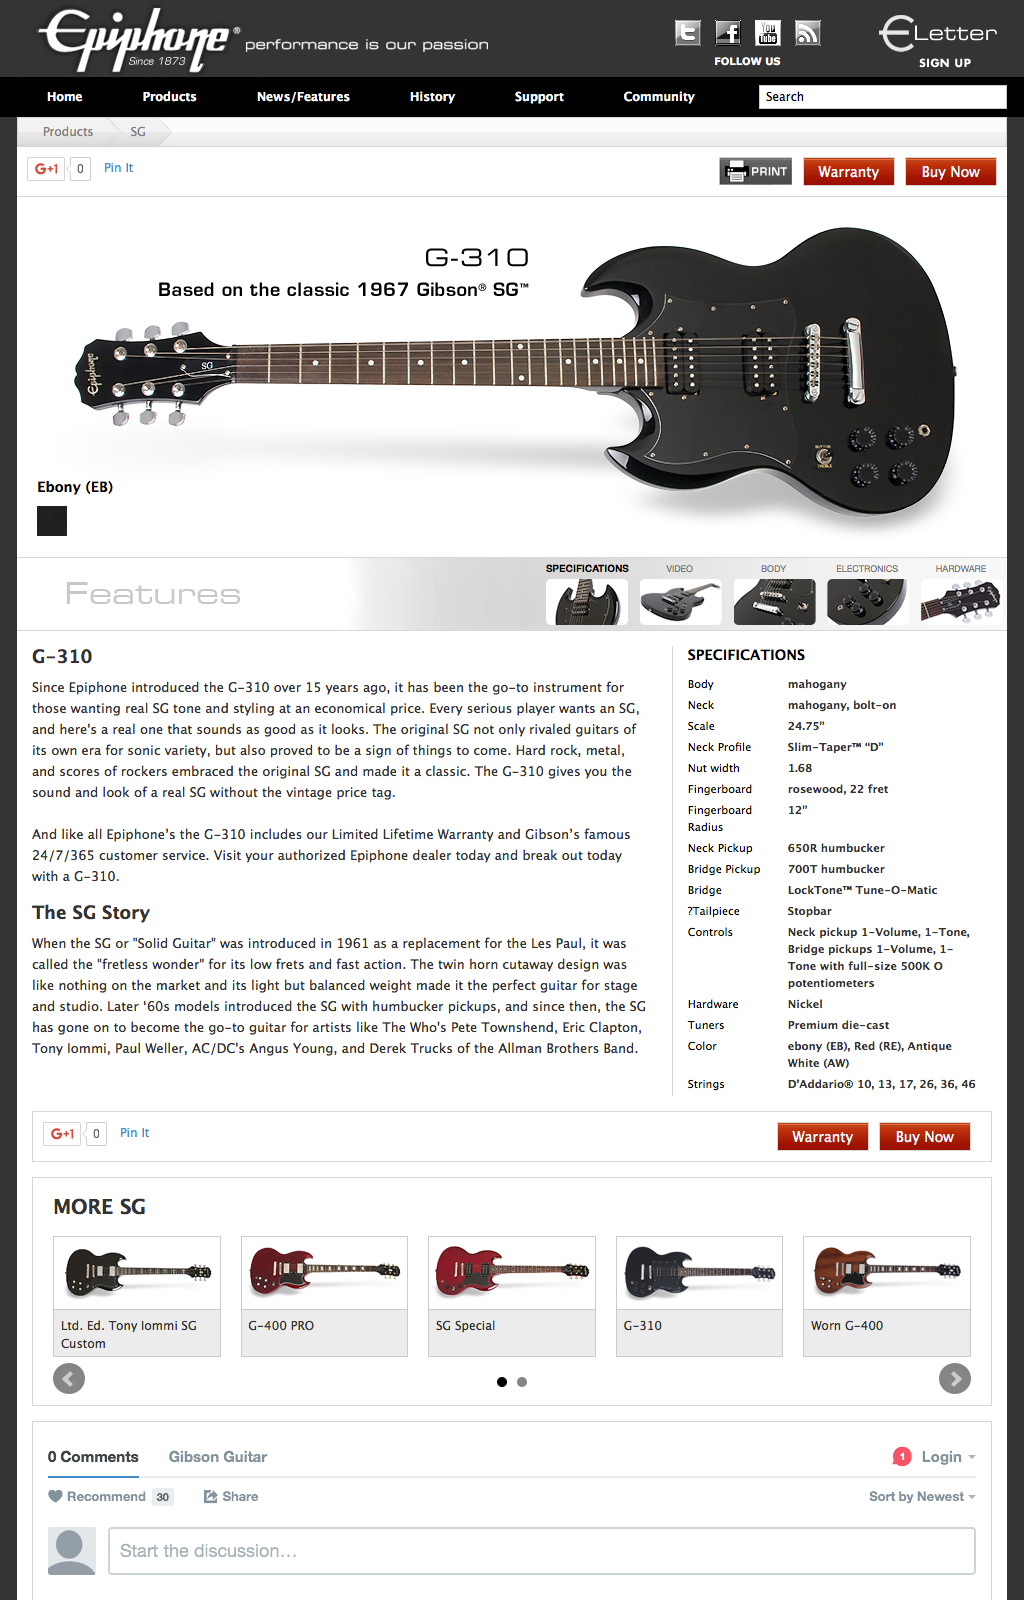 Epiphone®
Since 1873
performance is our passion
FOLLOW US
ELetter
SIGN UP
Home
Products
News/Features
History
Support
Community
Search
Products
SG
G+1
0
Pin It
PRINT
Warranty
Buy Now
G-310
Based on the classic 1967 Gibson® SG™
Epiphone
SG
Ebony (EB)
Features
SPECIFICATIONS
VIDEO
BODY
ELECTRONICS
HARDWARE
G-310
Since Epiphone introduced the G-310 over 15 years ago, it has been the go-to instrument for
those wanting real SG tone and styling at an economical price. Every serious player wants an SG,
and here's a real one that sounds as good as it looks. The original SG not only rivaled guitars of
its own era for sonic variety, but also proved to be a sign of things to come. Hard rock, metal,
and scores of rockers embraced the original SG and made it a classic. The G-310 gives you the
sound and look of a real SG without the vintage price tag.
And like all Epiphone’s the G-310 includes our Limited Lifetime Warranty and Gibson’s famous
24/7/365 customer service. Visit your authorized Epiphone dealer today and break out today
with a G-310.
The SG Story
When the SG or "Solid Guitar" was introduced in 1961 as a replacement for the Les Paul, it was
called the "fretless wonder" for its low frets and fast action. The twin horn cutaway design was
like nothing on the market and its light but balanced weight made it the perfect guitar for stage
and studio. Later ‘60s models introduced the SG with humbucker pickups, and since then, the SG
has gone on to become the go-to guitar for artists like The Who's Pete Townshend, Eric Clapton,
Tony Iommi, Paul Weller, AC/DC's Angus Young, and Derek Trucks of the Allman Brothers Band.
SPECIFICATIONS
Body mahogany
Neck mahogany, bolt-on
Scale 24.75”
Neck Profile Slim-Taper™ “D”
Nut width 1.68
Fingerboard rosewood, 22 fret
Fingerboard 12”
Radius
Neck Pickup 650R humbucker
Bridge Pickup 700T humbucker
Bridge LockTone™ Tune-O-Matic
?Tailpiece Stopbar
Controls Neck pickup 1-Volume, 1-Tone,
Bridge pickups 1-Volume, 1-
Tone with full-size 500K O
potentiometers
Hardware Nickel
Tuners Premium die-cast
Color ebony (EB), Red (RE), Antique
White (AW)
Strings D'Addario® 10, 13, 17, 26, 36, 46
G+1
0
Pin It
Warranty
Buy Now
MORE SG
Ltd. Ed. Tony Iommi SG
Custom
G-400 PRO
SG Special
G-310
Worn G-400
0 Comments
Gibson Guitar
1
Login
Recommend 30
Share
Sort by Newest
Start the discussion...